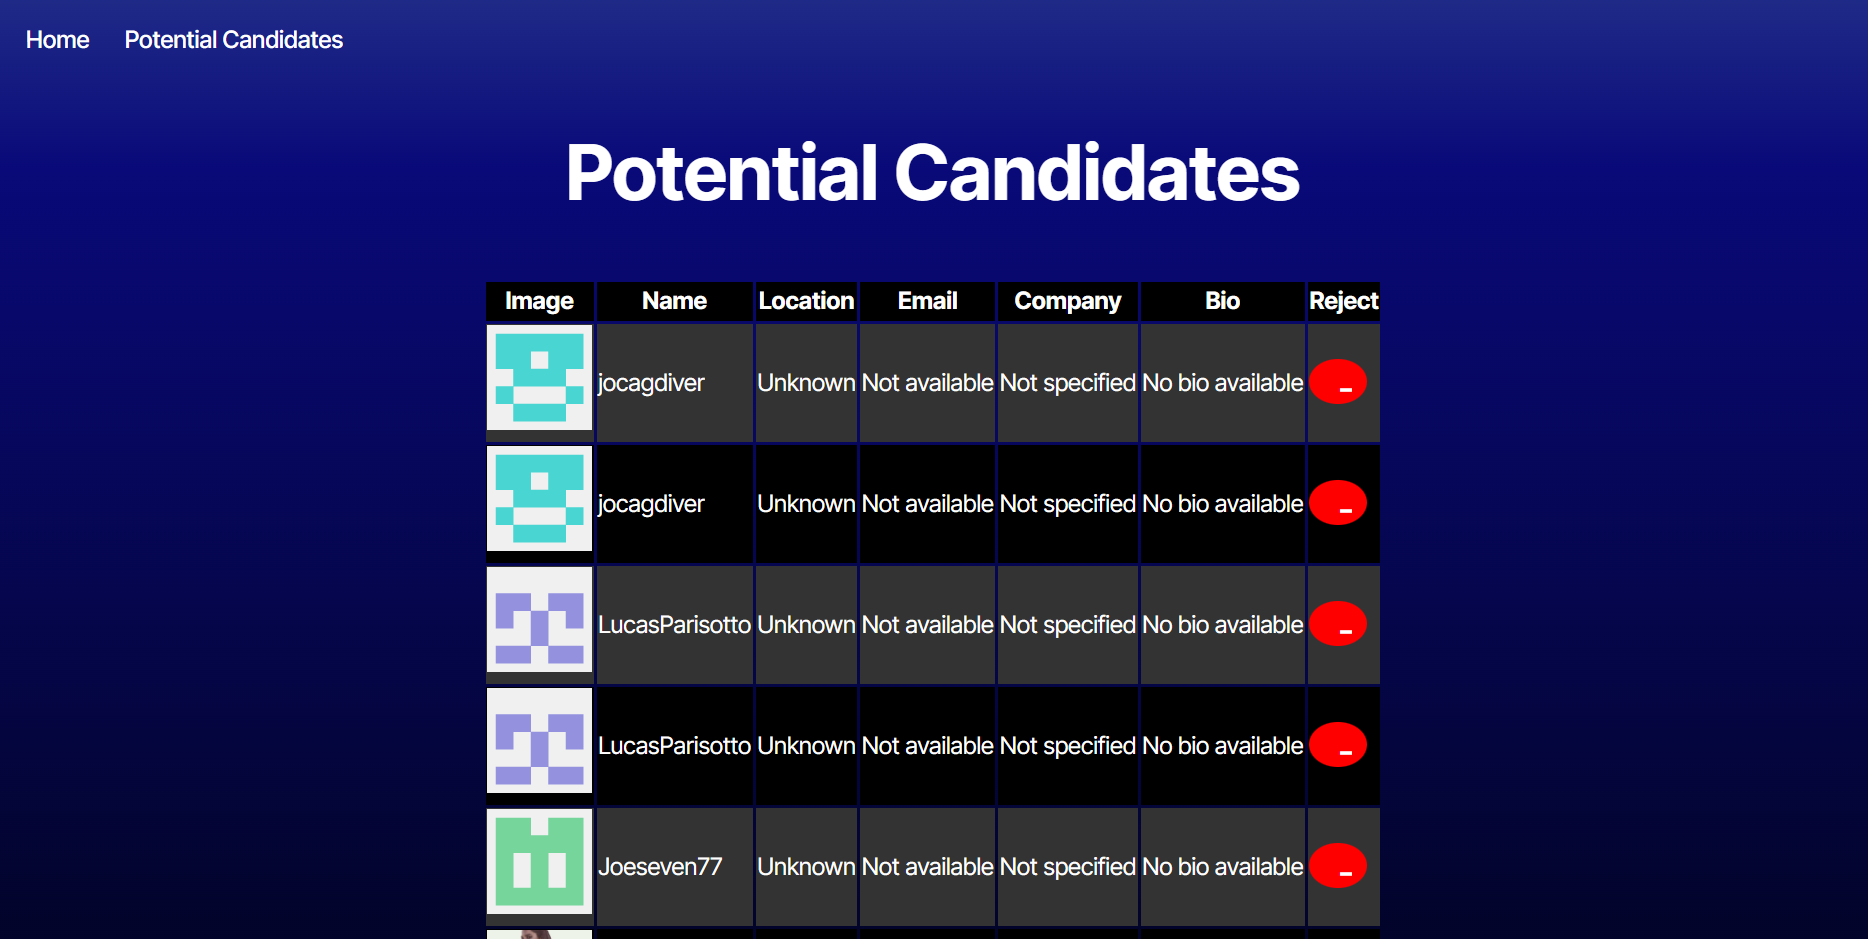 Home Potential Candidates
Potential Candidates
Image Name Location Email Company Bio Reject
jocagdiver Unknown Not available Not specified No bio available -
jocagdiver Unknown Not available Not specified No bio available -
LucasParisotto Unknown Not available Not specified No bio available -
LucasParisotto Unknown Not available Not specified No bio available -
Joeseven77 Unknown Not available Not specified No bio available -